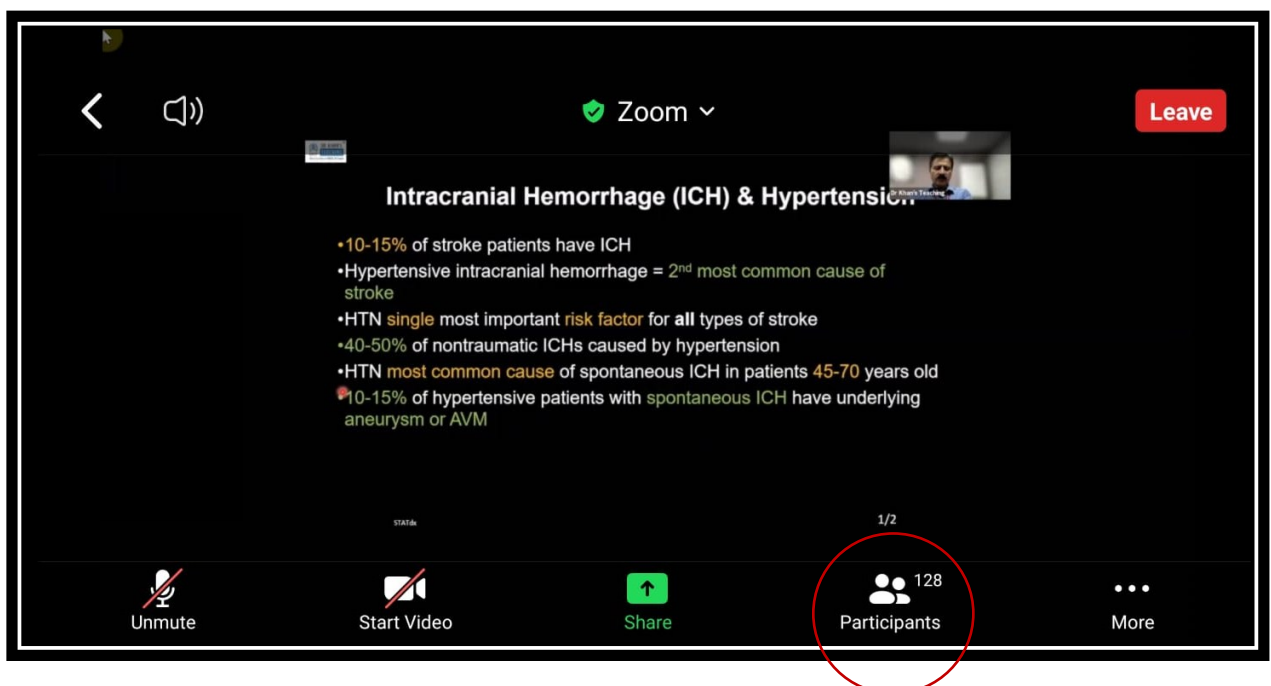 Zoom
Leave
Dr Khan's Teaching
Intracranial Hemorrhage (ICH) & Hypertension
•10-15% of stroke patients have ICH
•Hypertensive intracranial hemorrhage = 2nd most common cause of
stroke
•HTN single most important risk factor for all types of stroke
•40-50% of nontraumatic ICHs caused by hypertension
•HTN most common cause of spontaneous ICH in patients 45-70 years old
•10-15% of hypertensive patients with spontaneous ICH have underlying
aneurysm or AVM
STATdx
1/2
128
Unmute
Start Video
Share
Participants
More